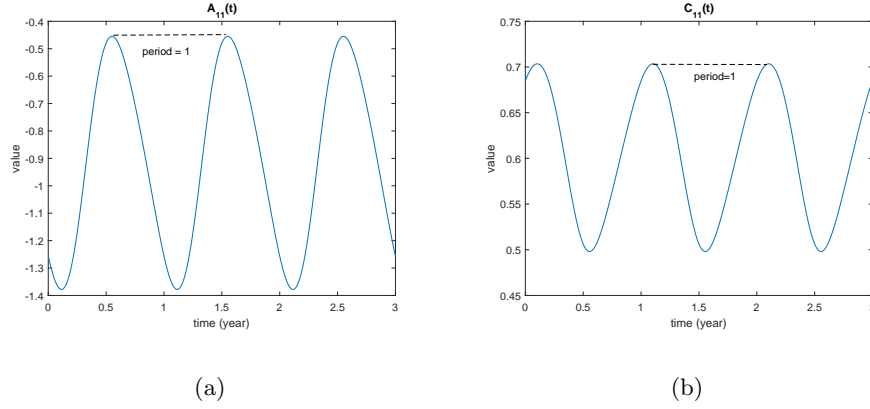 A₁₁(t)
-0.4
-0.5
-0.6
-0.7
-0.8
-0.9
-1
-1.1
-1.2
-1.3
-1.4
value
period = 1
0 0.5 1 1.5 2 2.5 3
time (year)
(a)
C₁₁(t)
0.75
0.7
0.65
0.6
0.55
0.5
0.45
value
period=1
0 0.5 1 1.5 2 2.5
time (year)
(b)